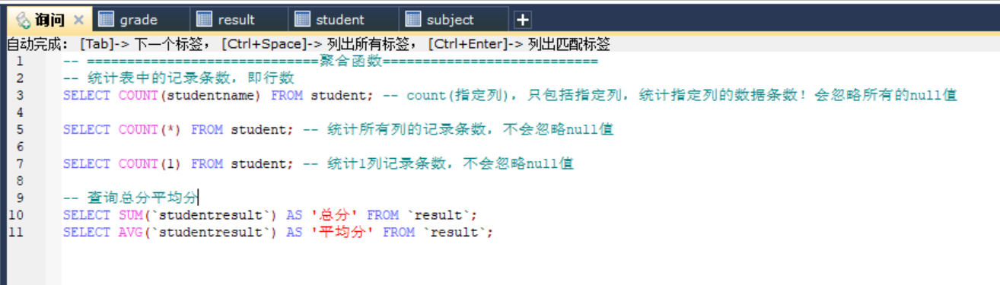 询问 grade result student subject
自动完成: [Tab]-> 下一个标签, [Ctrl+Space]-> 列出所有标签, [Ctrl+Enter]-> 列出匹配标签
1 -- =============================聚合函数===========================
2 -- 统计表中的记录条数，即行数
3 SELECT COUNT(studentname) FROM student; -- count(指定列)，只包括指定列，统计指定列的数据条数！会忽略所有的null值
4
5 SELECT COUNT(*) FROM student; -- 统计所有列的记录条数，不会忽略null值
6
7 SELECT COUNT(1) FROM student; -- 统计1列记录条数，不会忽略null值
8
9 -- 查询总分平均分
10 SELECT SUM(`studentresult`) AS '总分' FROM `result`;
11 SELECT AVG(`studentresult`) AS '平均分' FROM `result`;